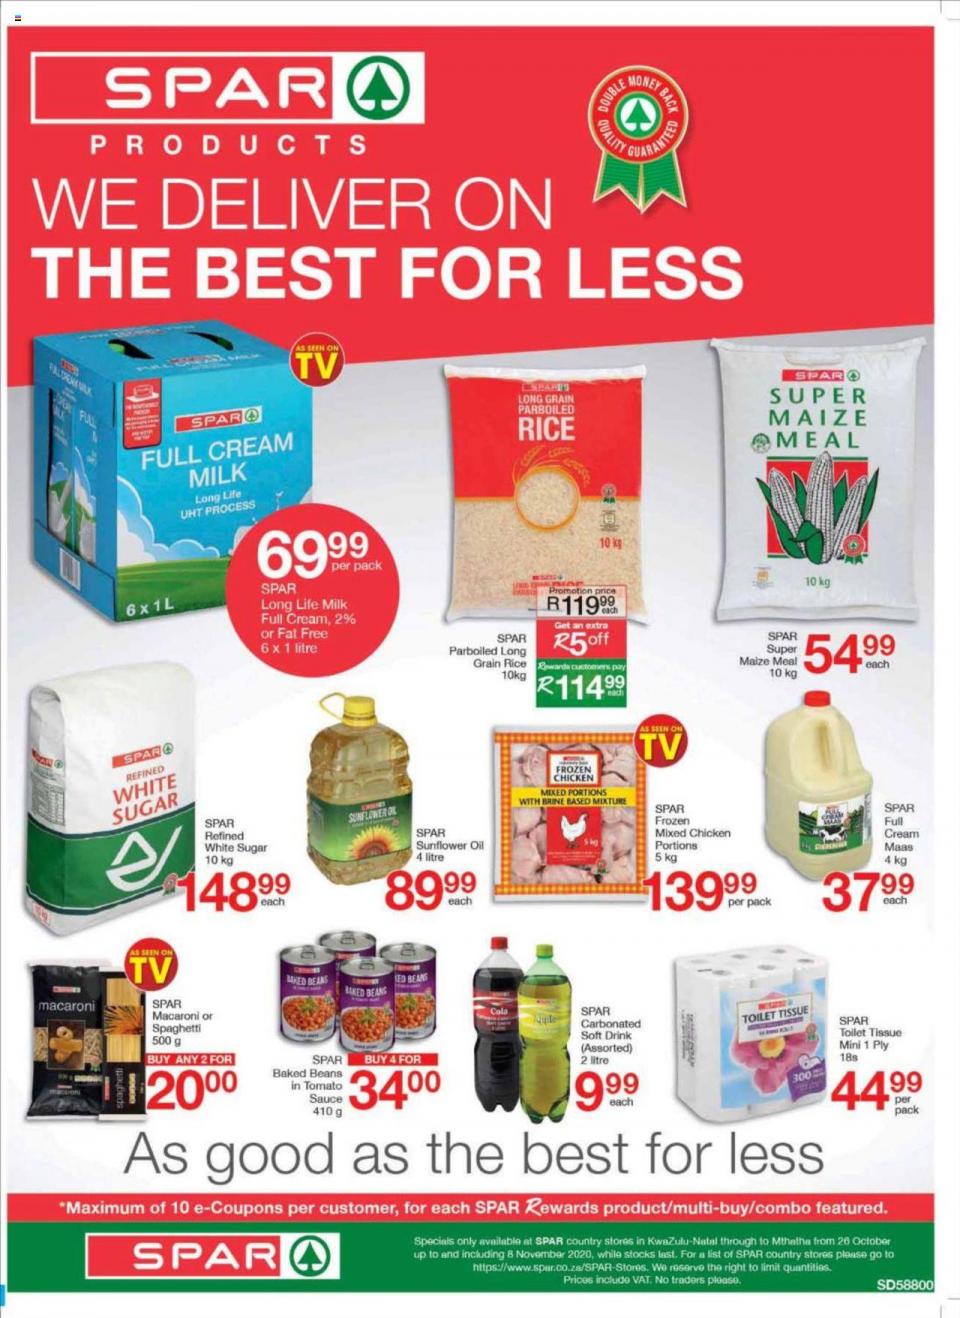 SPAR
PRODUCTS
DOUBLE MONEY BACK
QUALITY GUARANTEED
WE DELIVER ON
THE BEST FOR LESS
AS SEEN ON
TV
SPAR
FULL CREAM
MILK
Long Life
UHT PROCESS
6 x 1 L
69.99
per pack
SPAR
Long Life Milk
Full Cream, 2%
or Fat Free
6 x 1 litre
SPAR
LONG GRAIN
PARBOILED
RICE
10 kg
SPAR
Parboiled Long
Grain Rice
10kg
Promotion price
R119.99 each
Get an extra
R5 off
Rewards customers pay
R114.99 each
SPAR
SUPER
MAIZE
MEAL
10 kg
SPAR
Super
Maize Meal
10 kg
54.99
each
SPAR
REFINED
WHITE
SUGAR
SPAR
Refined
White Sugar
10 kg
148.99
each
SUNFLOWER OIL
SPAR
Sunflower Oil
4 litre
89.99
each
AS SEEN ON
TV
FROZEN
CHICKEN
MIXED PORTIONS
WITH BRINE BASED MIXTURE
5 kg
SPAR
Frozen
Mixed Chicken
Portions
5 kg
139.99
per pack
FULL
CREAM
MAAS
SPAR
Full
Cream
Maas
4 kg
37.99
each
AS SEEN ON
TV
macaroni
spaghetti
SPAR
Macaroni or
Spaghetti
500 g
BUY ANY 2 FOR
20.00
SPAR
BAKED BEANS
BAKED BEANS
SPAR
Baked Beans
in Tomato
Sauce
410 g
BUY 4 FOR
34.00
Cola
Apple
SPAR
Carbonated
Soft Drink
(Assorted)
2 litre
9.99
each
TOILET TISSUE
300
SPAR
Toilet Tissue
Mini 1 Ply
18s
44.99
per
pack
As good as the best for less
*Maximum of 10 e-Coupons per customer, for each SPAR Rewards product/multi-buy/combo featured.
SPAR
Specials only available at SPAR country stores in KwaZulu-Natal through to Mthatha from 26 October
up to and including 8 November 2020, while stocks last. For a list of SPAR country stores please go to
https://www.spar.co.za/SPAR-Stores. We reserve the right to limit quantities.
Prices include VAT. No traders please.
SD58800